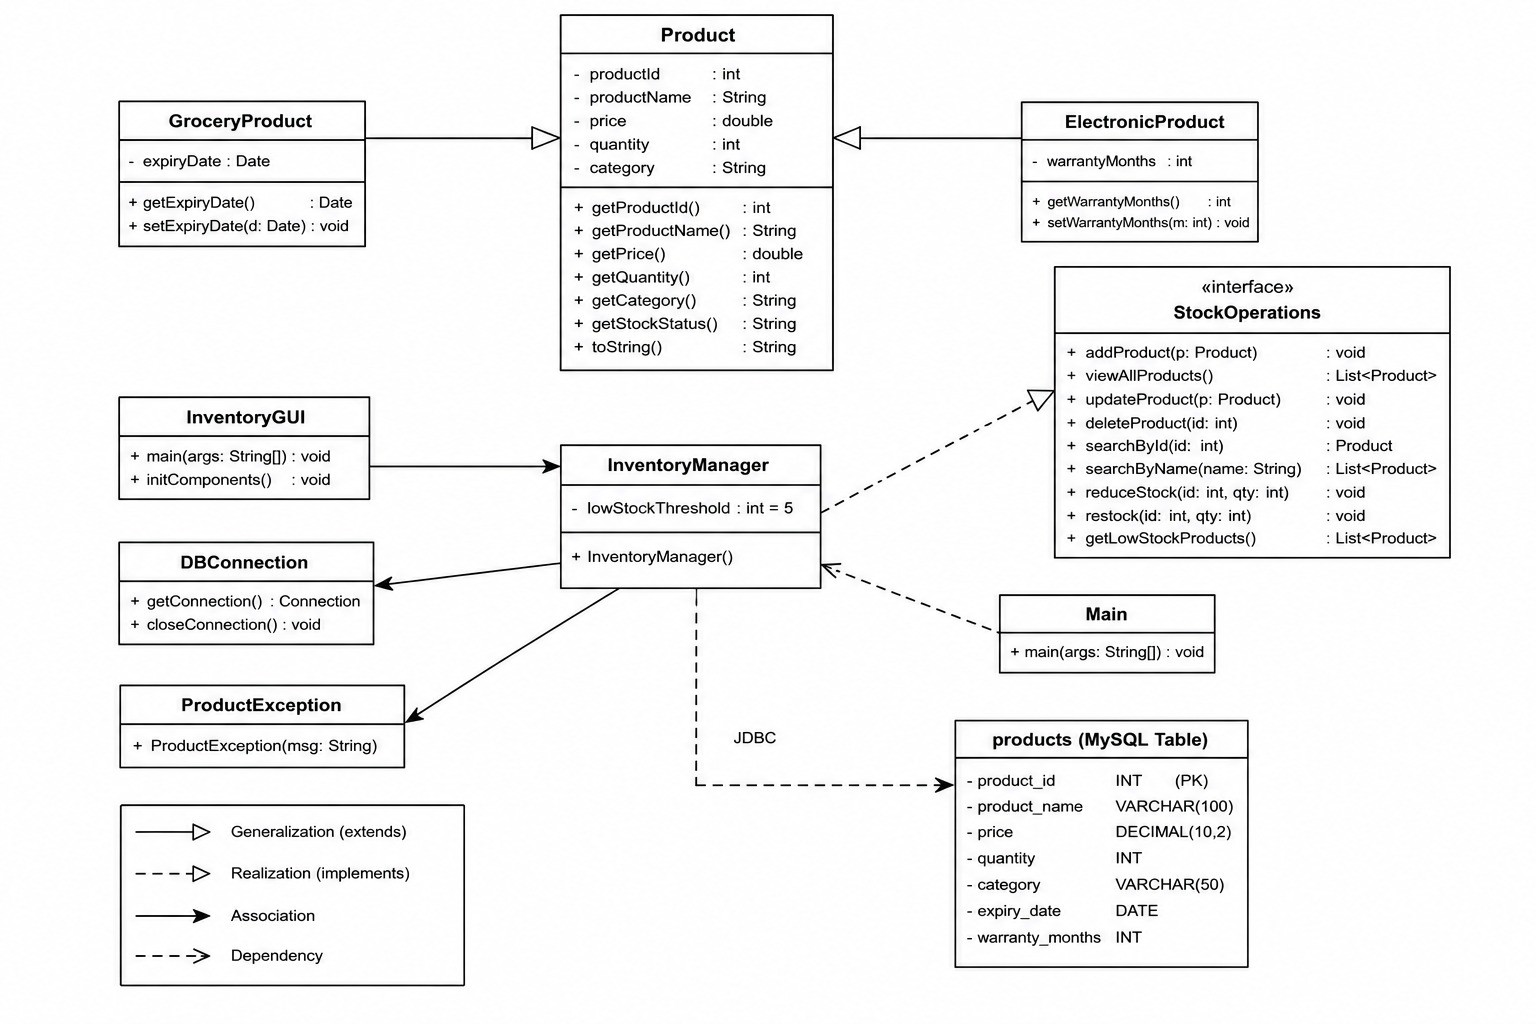 Product
- productId : int
- productName : String
- price : double
- quantity : int
- category : String
+ getProductId() : int
+ getProductName() : String
+ getPrice() : double
+ getQuantity() : int
+ getCategory() : String
+ getStockStatus() : String
+ toString() : String
GroceryProduct
- expiryDate : Date
+ getExpiryDate() : Date
+ setExpiryDate(d: Date) : void
ElectronicProduct
- warrantyMonths : int
+ getWarrantyMonths() : int
+ setWarrantyMonths(m: int) : void
«interface»
StockOperations
+ addProduct(p: Product) : void
+ viewAllProducts() : List<Product>
+ updateProduct(p: Product) : void
+ deleteProduct(id: int) : void
+ searchById(id: int) : Product
+ searchByName(name: String) : List<Product>
+ reduceStock(id: int, qty: int) : void
+ restock(id: int, qty: int) : void
+ getLowStockProducts() : List<Product>
InventoryGUI
+ main(args: String[]) : void
+ initComponents() : void
InventoryManager
- lowStockThreshold : int = 5
+ InventoryManager()
DBConnection
+ getConnection() : Connection
+ closeConnection() : void
Main
+ main(args: String[]) : void
ProductException
+ ProductException(msg: String)
JDBC
products (MySQL Table)
- product_id INT (PK)
- product_name VARCHAR(100)
- price DECIMAL(10,2)
- quantity INT
- category VARCHAR(50)
- expiry_date DATE
- warranty_months INT
Generalization (extends)
Realization (implements)
Association
Dependency